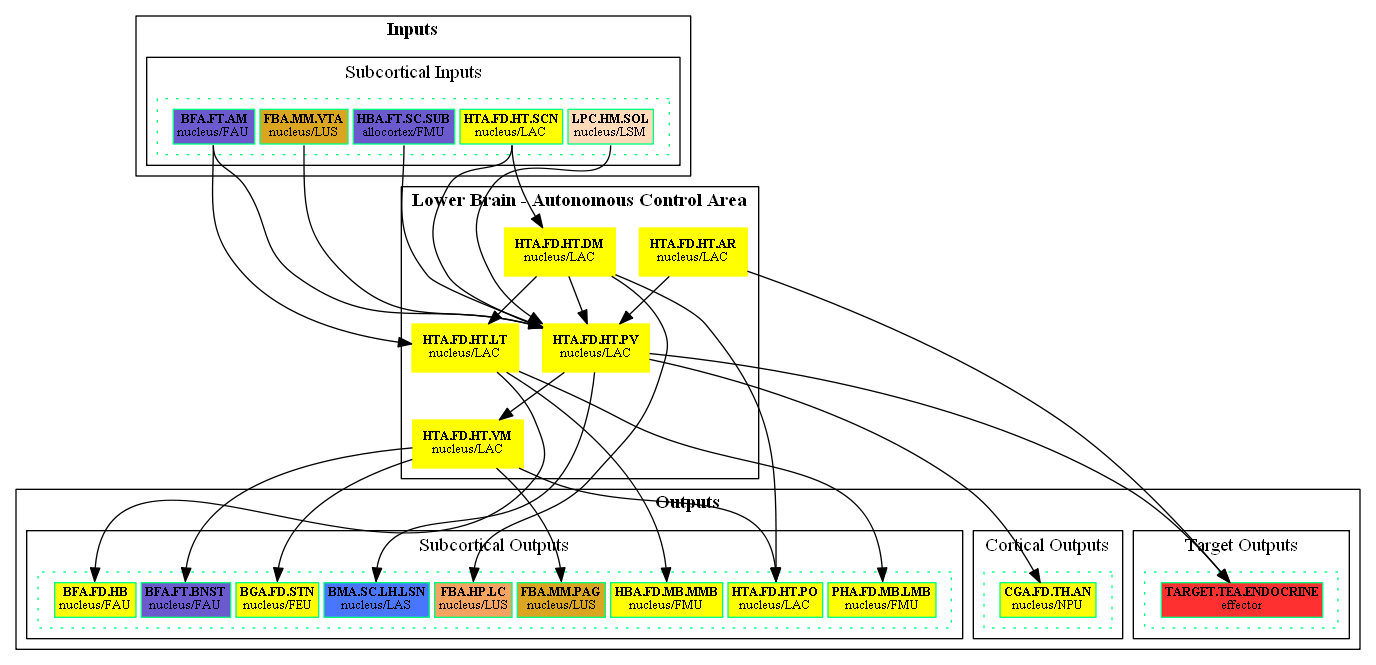 Inputs
Subcortical Inputs
BFA.FT.AM
nucleus/FAU
FBA.MM.VTA
nucleus/LUS
HBA.FT.SC.SUB
allocortex/FMU
HTA.FD.HT.SCN
nucleus/LAC
LPC.HM.SOL
nucleus/LSM
Lower Brain - Autonomous Control Area
HTA.FD.HT.DM
nucleus/LAC
HTA.FD.HT.AR
nucleus/LAC
HTA.FD.HT.LT
nucleus/LAC
HTA.FD.HT.PV
nucleus/LAC
HTA.FD.HT.VM
nucleus/LAC
Outputs
Subcortical Outputs
BFA.FD.HB
nucleus/FAU
BFA.FT.BNST
nucleus/FAU
BGA.FD.STN
nucleus/FEU
BMA.SC.LH.LSN
nucleus/LAS
FBA.HP.LC
nucleus/LUS
FBA.MM.PAG
nucleus/LUS
HBA.FD.MB.MMB
nucleus/FMU
HTA.FD.HT.PO
nucleus/LAC
PHA.FD.MB.LMB
nucleus/FMU
Cortical Outputs
CGA.FD.TH.AN
nucleus/NPU
Target Outputs
TARGET.TEA.ENDOCRINE
effector